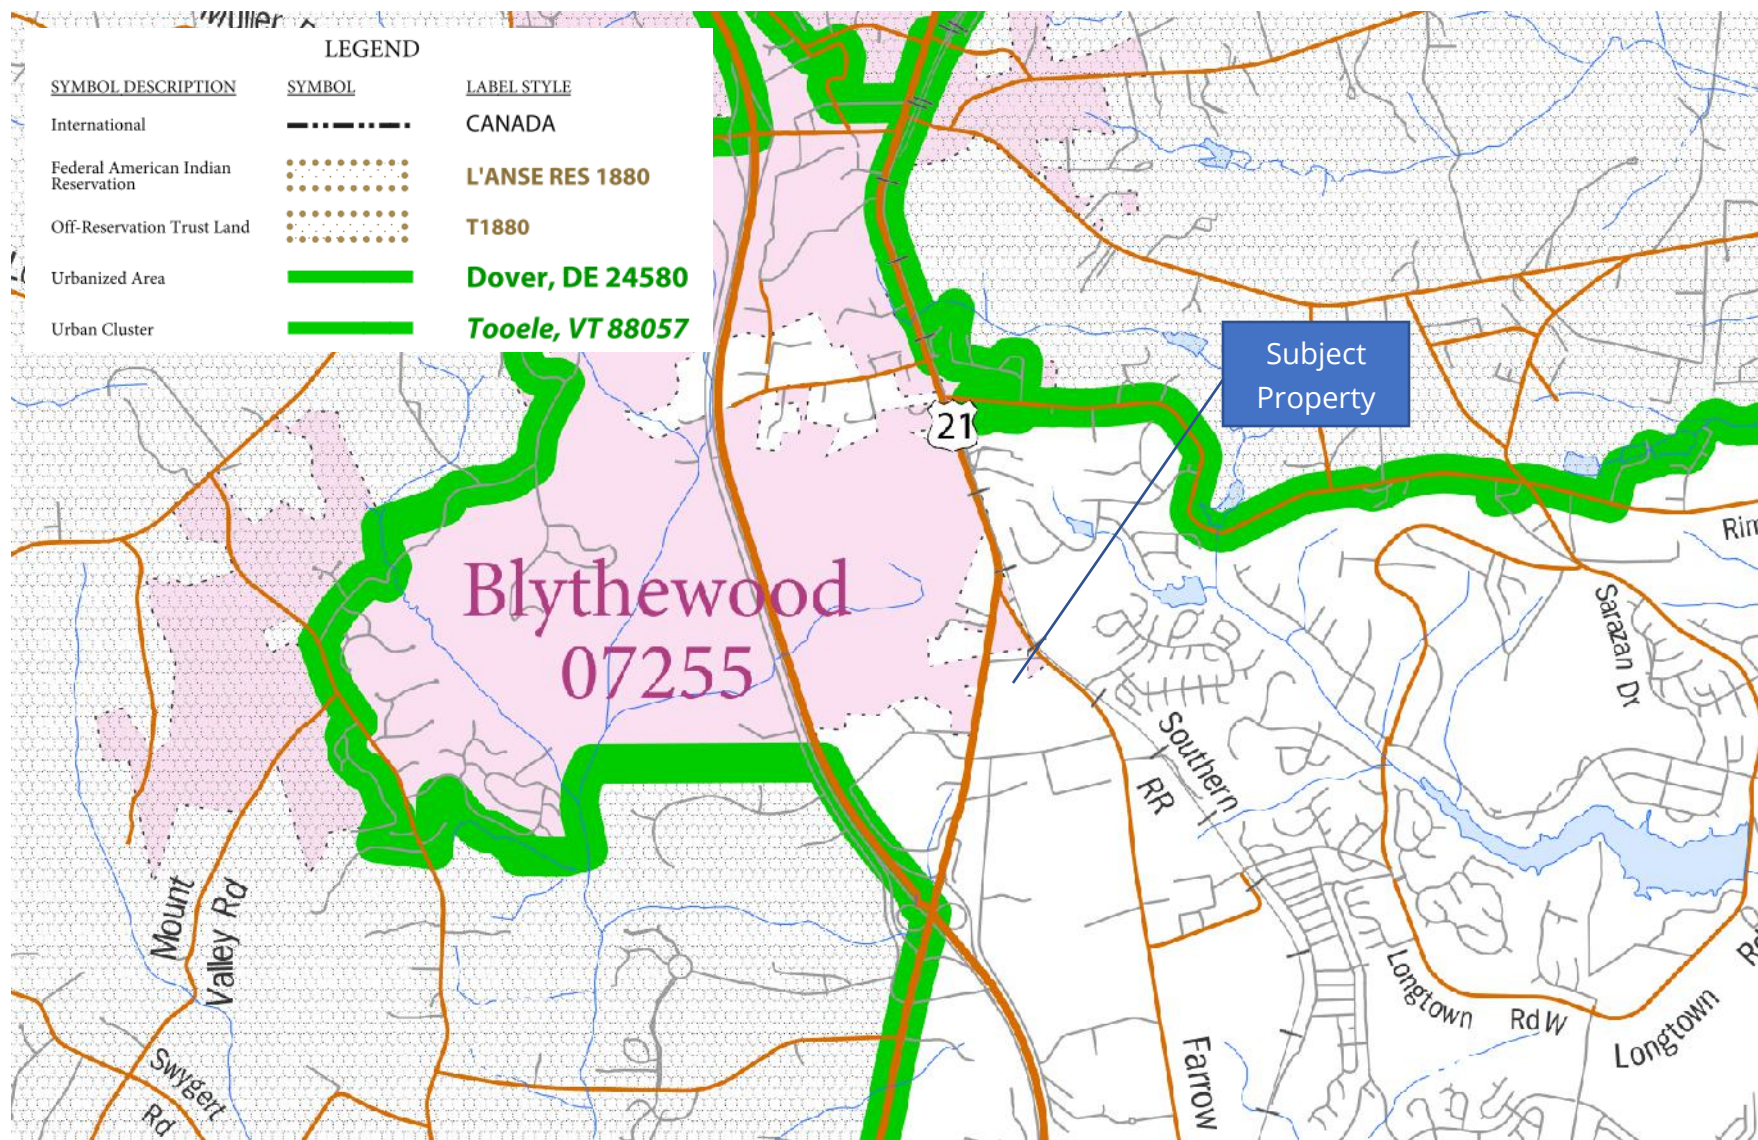 Muller
LEGEND
SYMBOL DESCRIPTION SYMBOL LABEL STYLE
International CANADA
Federal American Indian
Reservation
L'ANSE RES 1880
Off-Reservation Trust Land T1880
Urbanized Area Dover, DE 24580
Urban Cluster Tooele, VT 88057
Subject
Property
21
Blythewood
07255
Rim
Sarazan Dr
Southern
RR
Mount
Valley Rd
Longtown
Rd W
Longtown
Farrow
Swygert
Rd